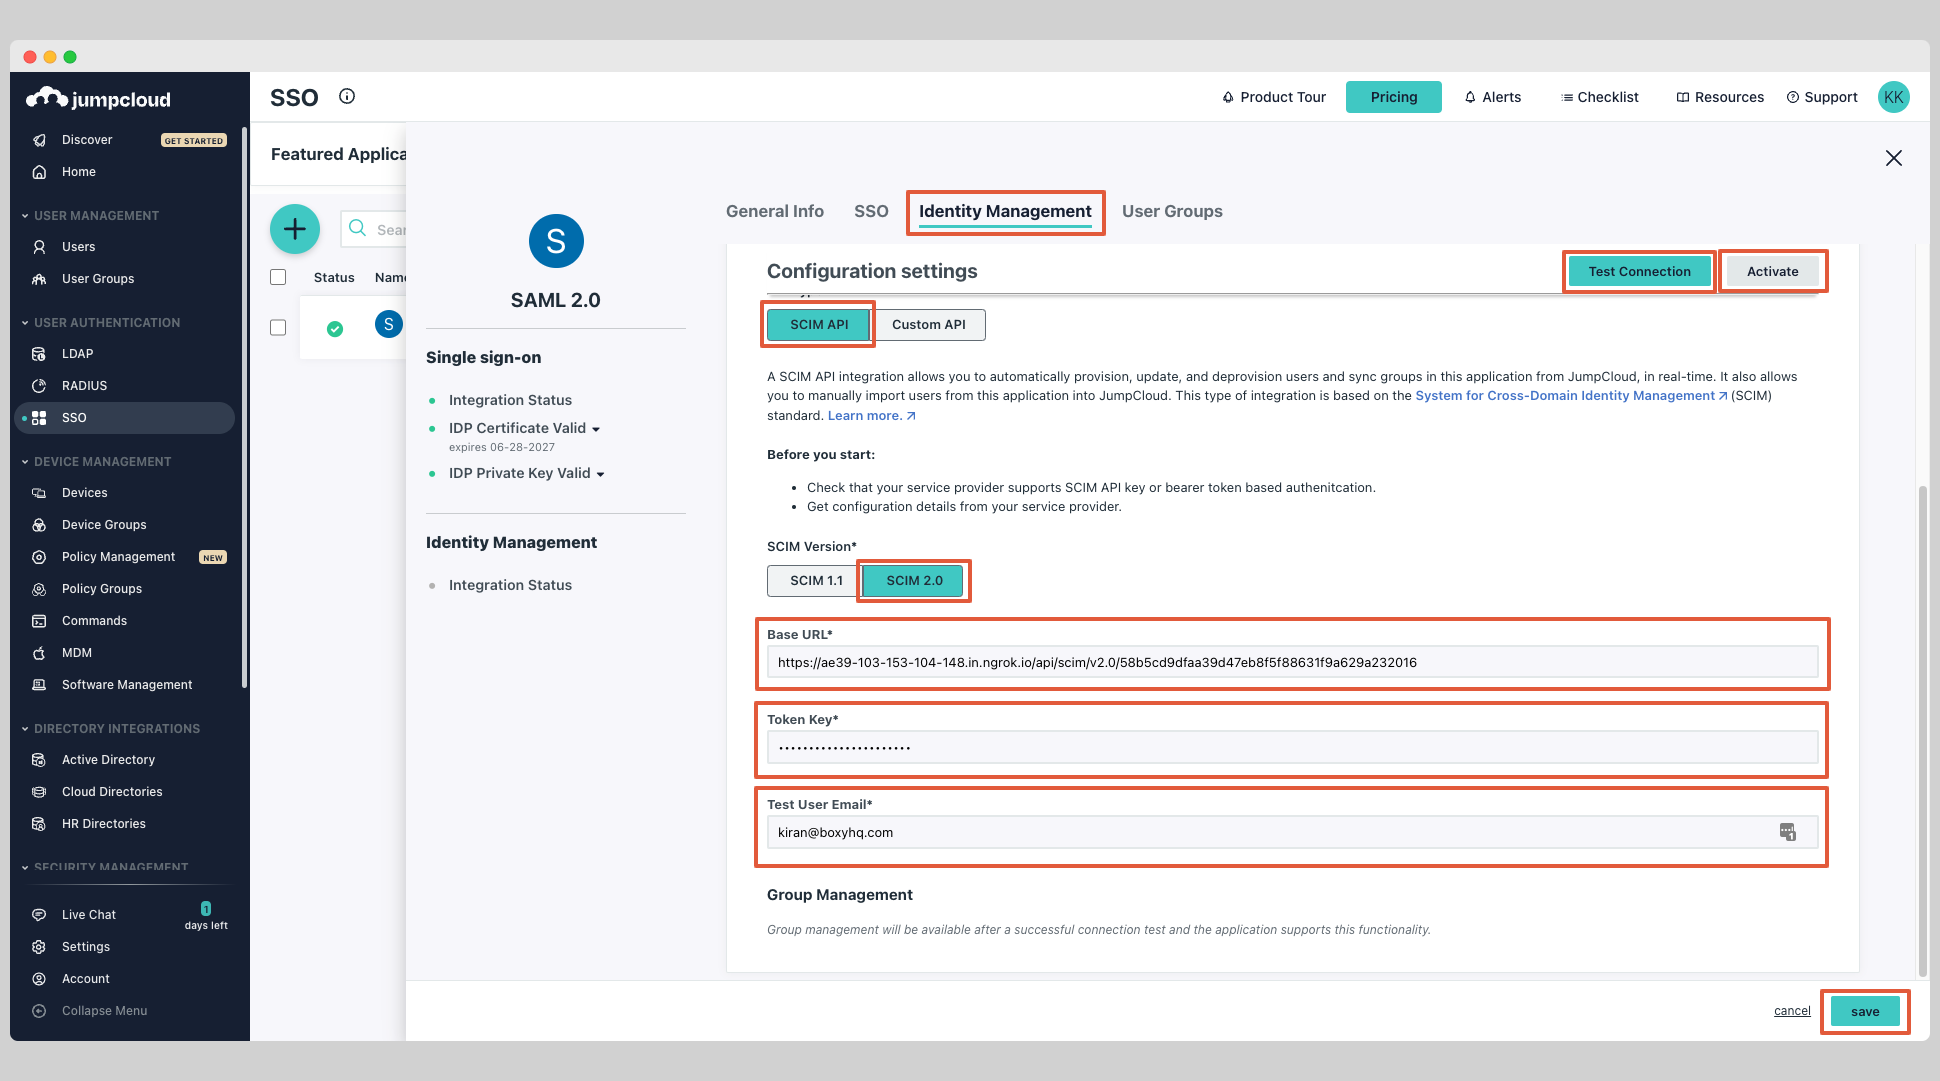 jumpcloud
Discover
GET STARTED
Home
USER MANAGEMENT
Users
User Groups
USER AUTHENTICATION
LDAP
RADIUS
SSO
DEVICE MANAGEMENT
Devices
Device Groups
Policy Management
NEW
Policy Groups
Commands
MDM
Software Management
DIRECTORY INTEGRATIONS
Active Directory
Cloud Directories
HR Directories
SECURITY MANAGEMENT
Live Chat
1
days left
Settings
Account
Collapse Menu
SSO
Product Tour
Pricing
Alerts
Checklist
Resources
Support
KK
Featured Applica
Sear
Status
Name
S
S
SAML 2.0
Single sign-on
Integration Status
IDP Certificate Valid
expires 06-28-2027
IDP Private Key Valid
Identity Management
Integration Status
General Info
SSO
Identity Management
User Groups
Configuration settings
Test Connection
Activate
SCIM API
Custom API
A SCIM API integration allows you to automatically provision, update, and deprovision users and sync groups in this application from JumpCloud, in real-time. It also allows
you to manually import users from this application into JumpCloud. This type of integration is based on the System for Cross-Domain Identity Management (SCIM)
standard. Learn more.
Before you start:
• Check that your service provider supports SCIM API key or bearer token based authenitcation.
• Get configuration details from your service provider.
SCIM Version*
SCIM 1.1
SCIM 2.0
Base URL*
https://ae39-103-153-104-148.in.ngrok.io/api/scim/v2.0/58b5cd9dfaa39d47eb8f5f88631f9a629a232016
Token Key*
••••••••••••••••••••••
Test User Email*
kiran@boxyhq.com
1
Group Management
Group management will be available after a successful connection test and the application supports this functionality.
cancel
save